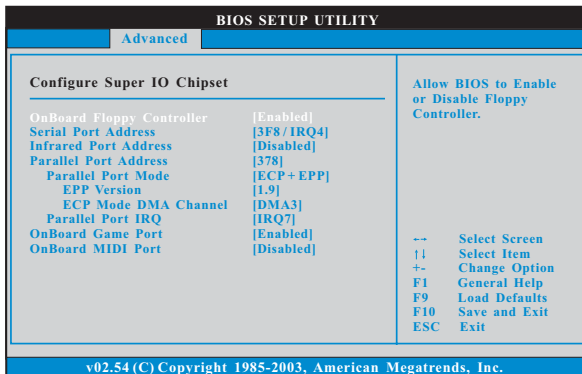 BIOS SETUP UTILITY
Advanced
Configure Super IO Chipset
OnBoard Floppy Controller [Enabled]
Serial Port Address [3F8 / IRQ4]
Infrared Port Address [Disabled]
Parallel Port Address [378]
Parallel Port Mode [ECP + EPP]
EPP Version [1.9]
ECP Mode DMA Channel [DMA3]
Parallel Port IRQ [IRQ7]
OnBoard Game Port [Enabled]
OnBoard MIDI Port [Disabled]
Allow BIOS to Enable
or Disable Floppy
Controller.
←→ Select Screen
↑↓ Select Item
+- Change Option
F1 General Help
F9 Load Defaults
F10 Save and Exit
ESC Exit
v02.54 (C) Copyright 1985-2003, American Megatrends, Inc.